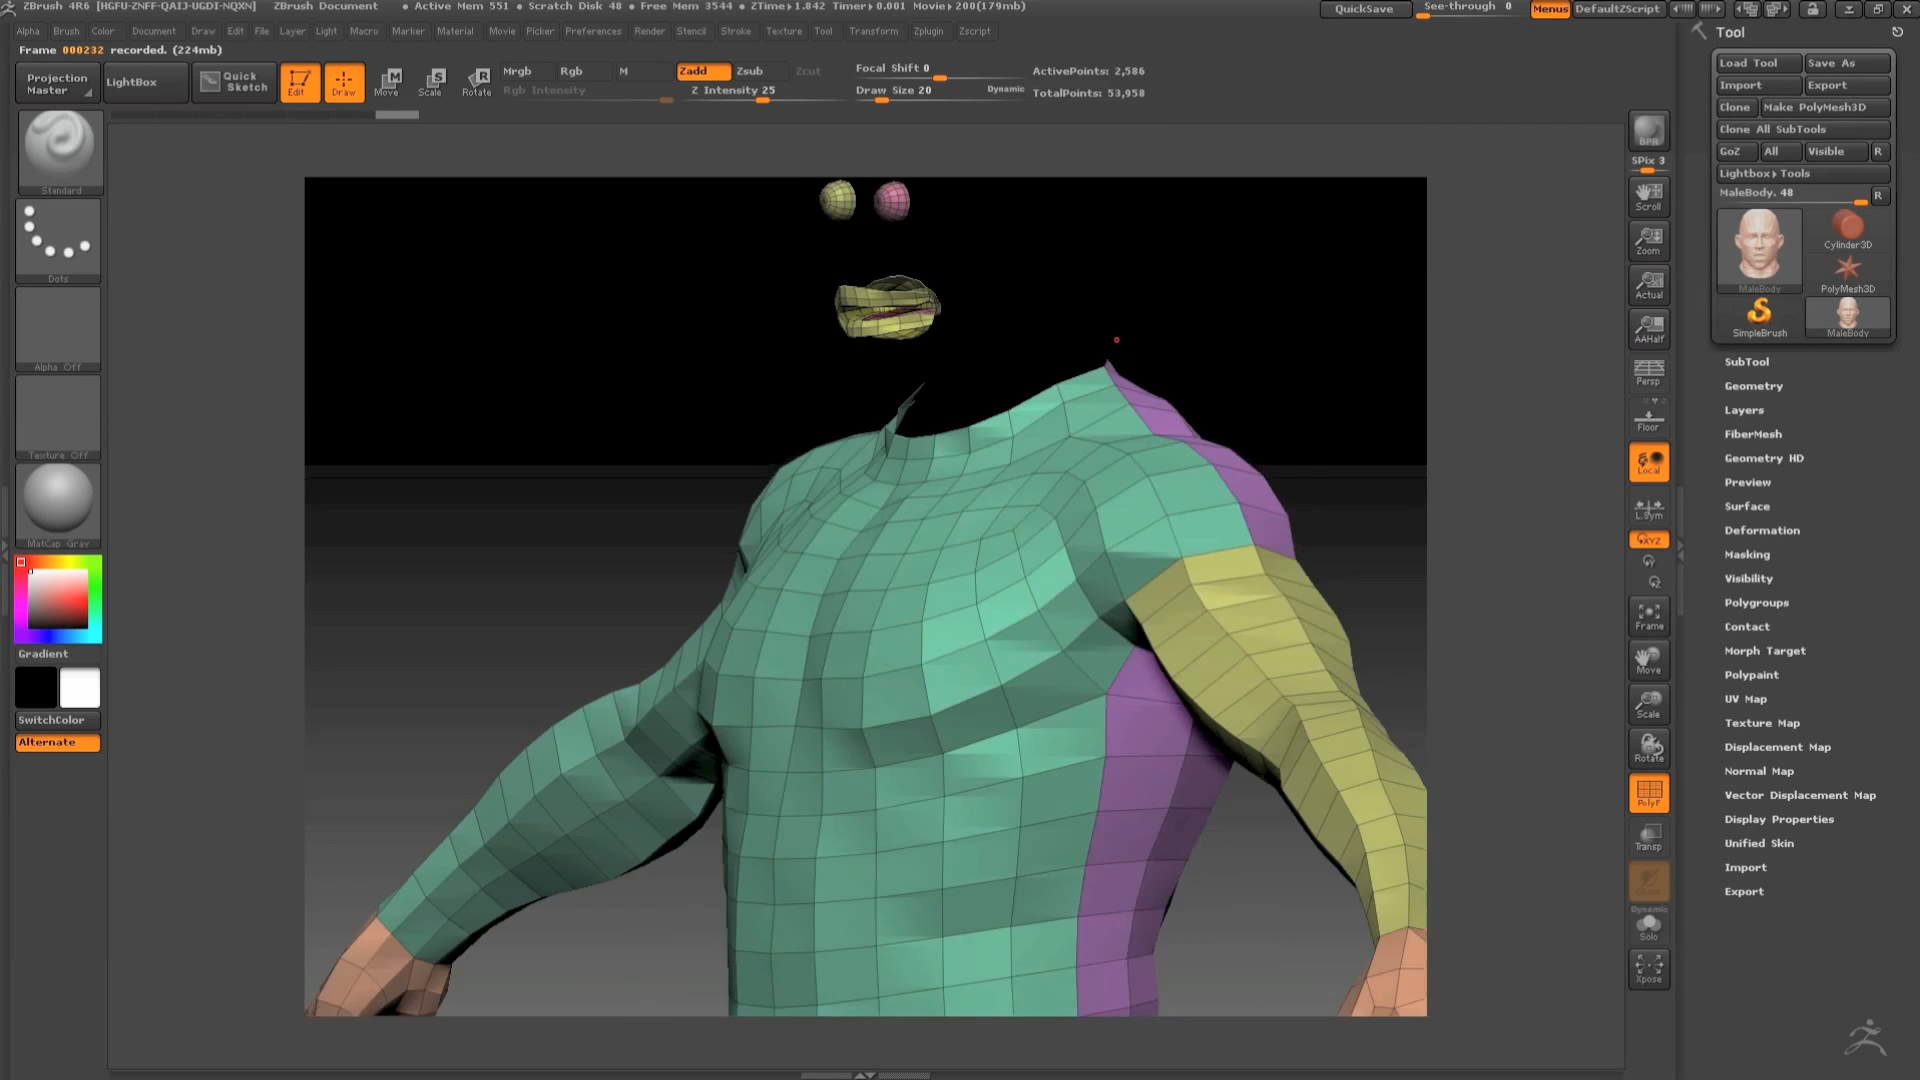 ZBrush 4R6 [HGFU-ZNFF-QAIJ-UGDI-NQXN] ZBrush Document • Active Mem 551 • Scratch Disk 48 • Free Mem 3544 • ZTime▸1.842 Timer▸0.001 Movie▸200(179mb) QuickSave See-through 0 Menus DefaultZScript
Alpha Brush Color Document Draw Edit File Layer Light Macro Marker Material Movie Picker Preferences Render Stencil Stroke Texture Tool Transform Zplugin Zscript
Frame 000232 recorded. (224mb)
Projection Master
LightBox
Quick Sketch
Edit
Draw
Move
Scale
Rotate
Mrgb Rgb M
Rgb Intensity
Zadd Zsub Zcut
Z Intensity 25
Focal Shift 0
Draw Size 20 Dynamic
ActivePoints: 2,586
TotalPoints: 53,958
Standard
Dots
Alpha Off
Texture Off
MatCap Gray
Gradient
SwitchColor
Alternate
BPR
SPix 3
Scroll
Zoom
Actual
AAHalf
Persp
Floor
Local
L.Sym
XYZ
Frame
Move
Scale
Rotate
PolyF
Transp
Ghost
Dynamic
Solo
Xpose
Tool
Load Tool Save As
Import Export
Clone Make PolyMesh3D
Clone All SubTools
GoZ All Visible R
Lightbox▸Tools
MaleBody. 48 R
MaleBody
Cylinder3D
PolyMesh3D
SimpleBrush
MaleBody
SubTool
Geometry
Layers
FiberMesh
Geometry HD
Preview
Surface
Deformation
Masking
Visibility
Polygroups
Contact
Morph Target
Polypaint
UV Map
Texture Map
Displacement Map
Normal Map
Vector Displacement Map
Display Properties
Unified Skin
Import
Export